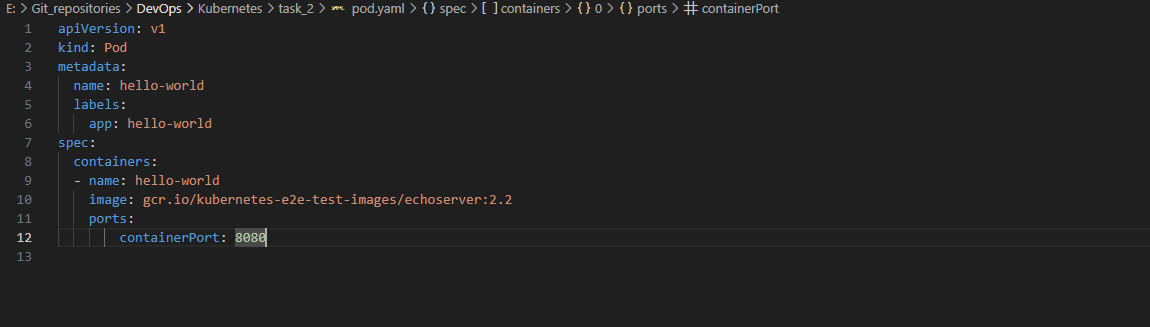 E: > Git_repositories > DevOps > Kubernetes > task_2 > pod.yaml > {} spec > [ ] containers > {} 0 > {} ports > # containerPort
1 apiVersion: v1
2 kind: Pod
3 metadata:
4   name: hello-world
5   labels:
6     app: hello-world
7 spec:
8   containers:
9   - name: hello-world
10     image: gcr.io/kubernetes-e2e-test-images/echoserver:2.2
11     ports:
12         containerPort: 8080
13